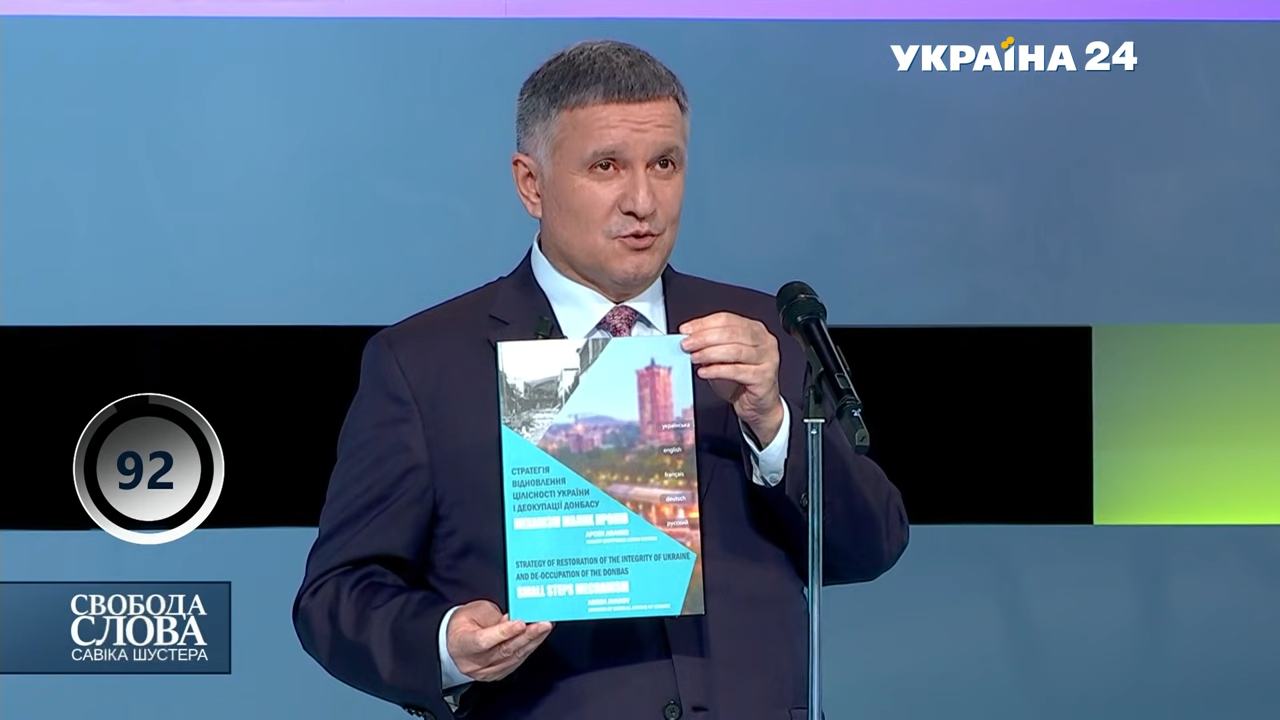 УКРАЇНА 24
українська
english
français
deutsch
русский
СТРАТЕГІЯ
ВІДНОВЛЕННЯ
ЦІЛІСНОСТІ УКРАЇНИ
І ДЕОКУПАЦІЇ ДОНБАСУ
МЕХАНІЗМ МАЛИХ КРОКІВ
АРСЕН АВАКОВ
STRATEGY OF RESTORATION OF THE INTEGRITY OF UKRAINE
AND DE-OCCUPATION OF THE DONBAS
SMALL STEPS MECHANISM
ARSEN AVAKOV
92
СВОБОДА
СЛОВА
САВІКА ШУСТЕРА